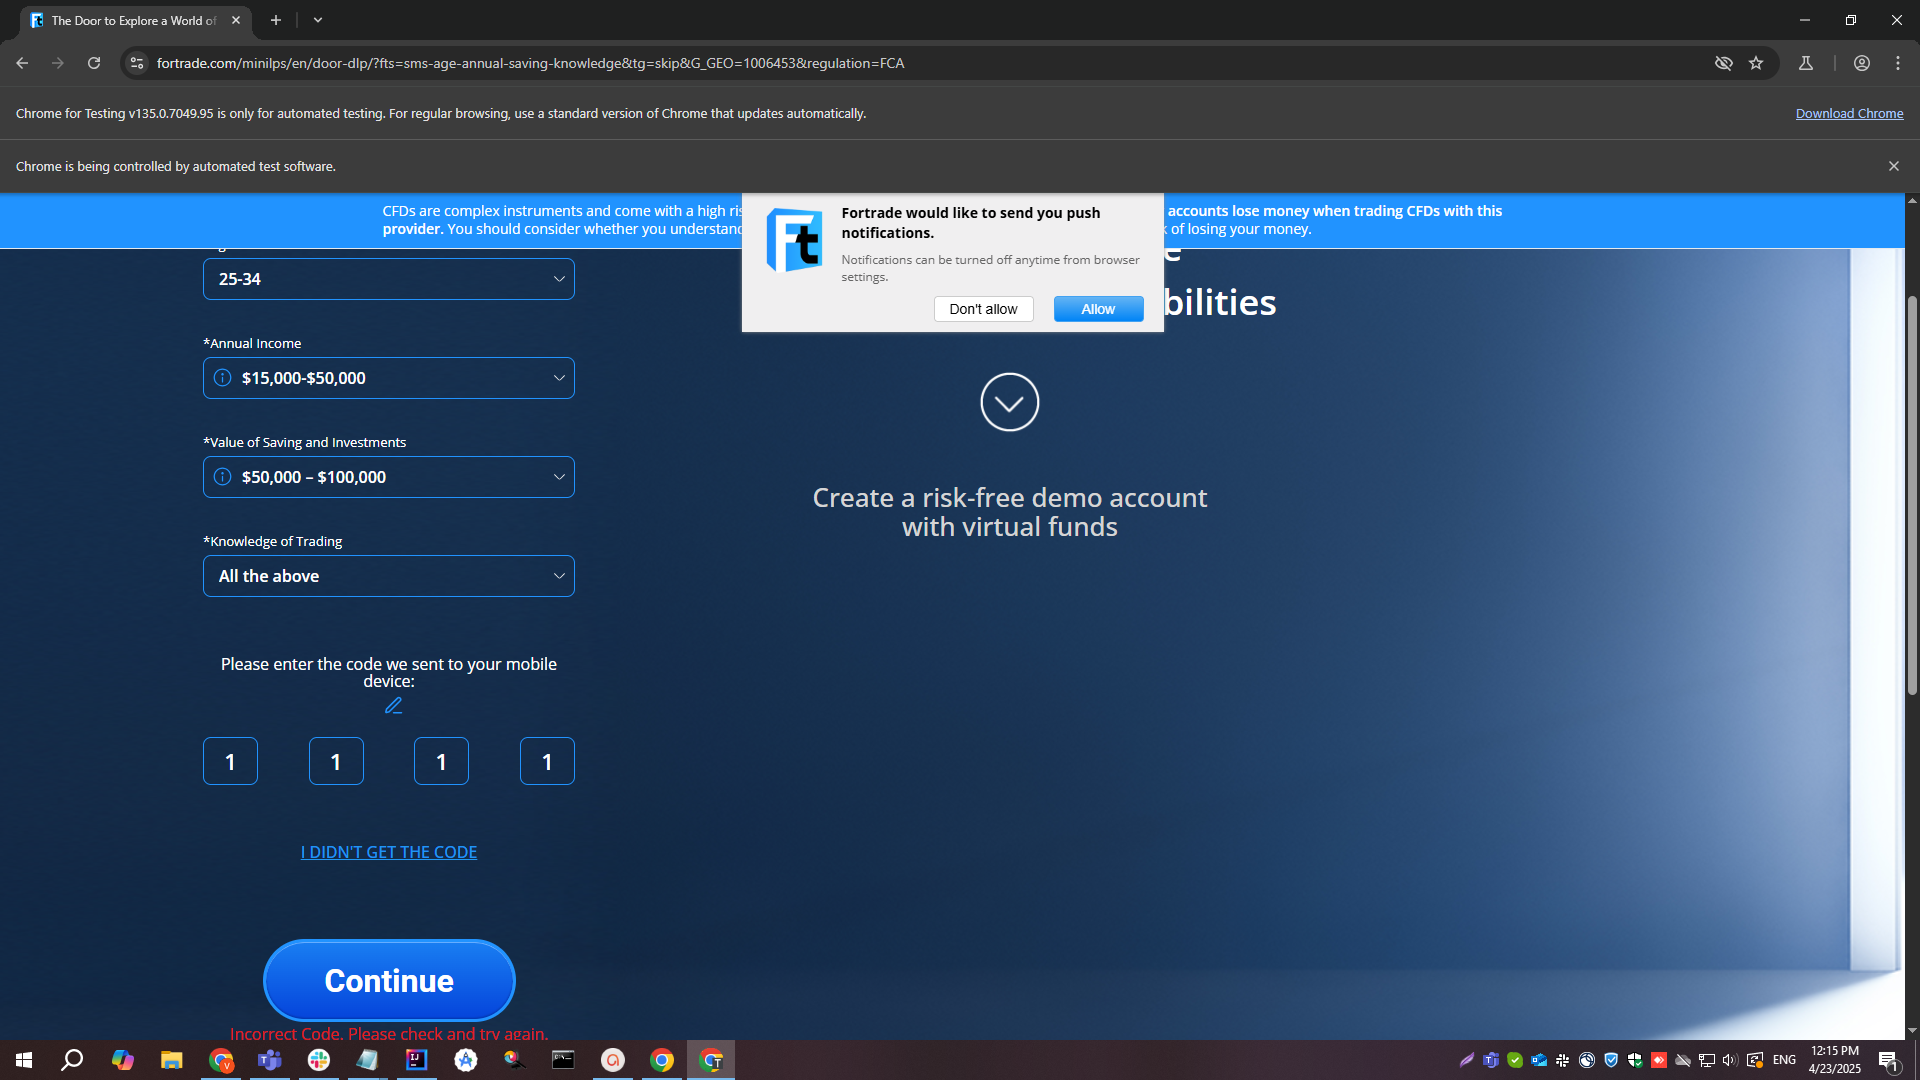 The Door to Explore a World of
fortrade.com/minilps/en/door-dlp/?fts=sms-age-annual-saving-knowledge&tg=skip&G_GEO=1006453&regulation=FCA
Chrome for Testing v135.0.7049.95 is only for automated testing. For regular browsing, use a standard version of Chrome that updates automatically.
Download Chrome
Chrome is being controlled by automated test software.
CFDs are complex instruments and come with a high ris
accounts lose money when trading CFDs with this
provider. You should consider whether you understand
of losing your money.
Ft
Fortrade would like to send you push
notifications.
Notifications can be turned off anytime from browser
settings.
Don't allow
Allow
bilities
25-34
*Annual Income
$15,000-$50,000
*Value of Saving and Investments
$50,000 – $100,000
*Knowledge of Trading
All the above
Create a risk-free demo account
with virtual funds
Please enter the code we sent to your mobile
device:
1 1 1 1
I DIDN'T GET THE CODE
Continue
Incorrect Code. Please check and try again.
ENG
12:15 PM
4/23/2025
1